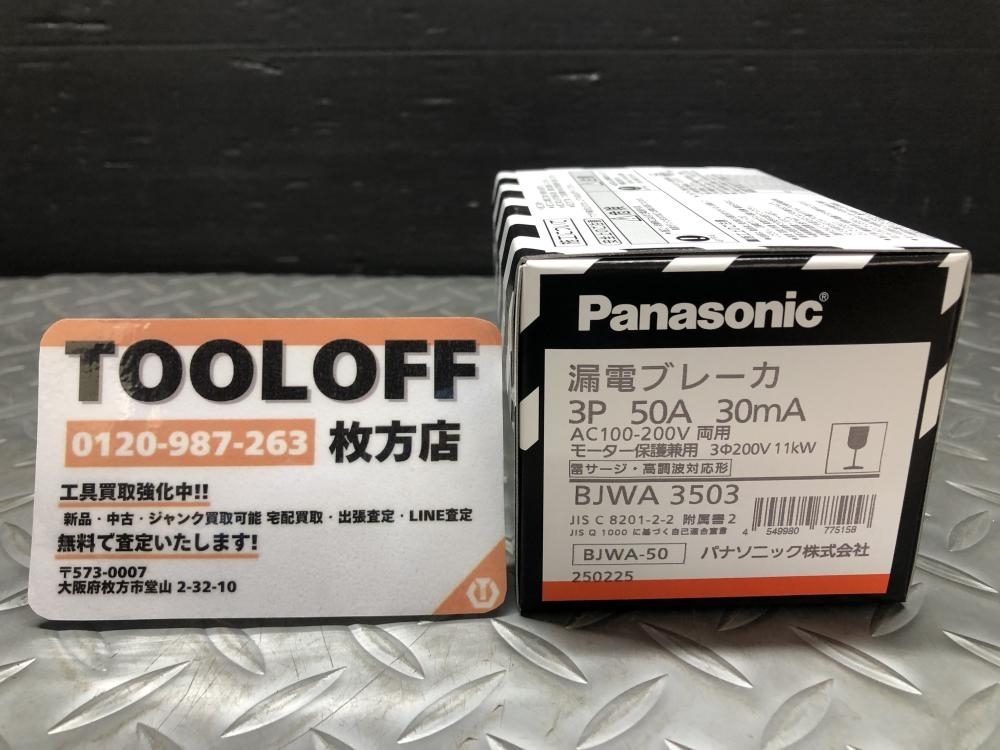 TOOLOFF
0120-987-263 枚方店
工具買取強化中!!
新品・中古・ジャンク買取可能 宅配買取・出張査定・LINE査定
無料で査定いたします!
〒573-0007
大阪府枚方市堂山 2-32-10
Panasonic®
漏電ブレーカ
3P 50A 30mA
AC100-200V 両用
モーター保護兼用 3Φ200V 11kW
雷サージ・高調波対応形
BJWA 3503
JIS C 8201-2-2 附属書2
JIS Q 1000 に基づく自己適合宣言
4 549980 775158
BJWA-50 パナソニック株式会社
250225